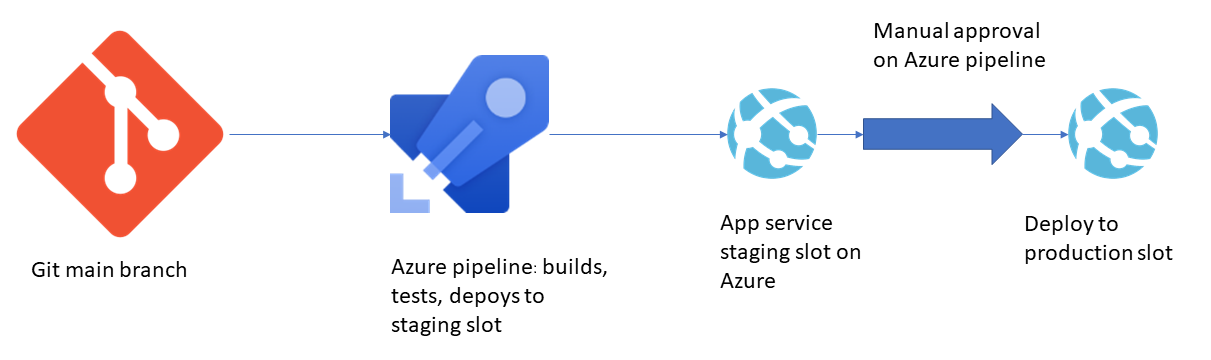 Manual approval
on Azure pipeline
Git main branch
Azure pipeline: builds,
tests, depoys to
staging slot
App service
staging slot on
Azure
Deploy to
production slot